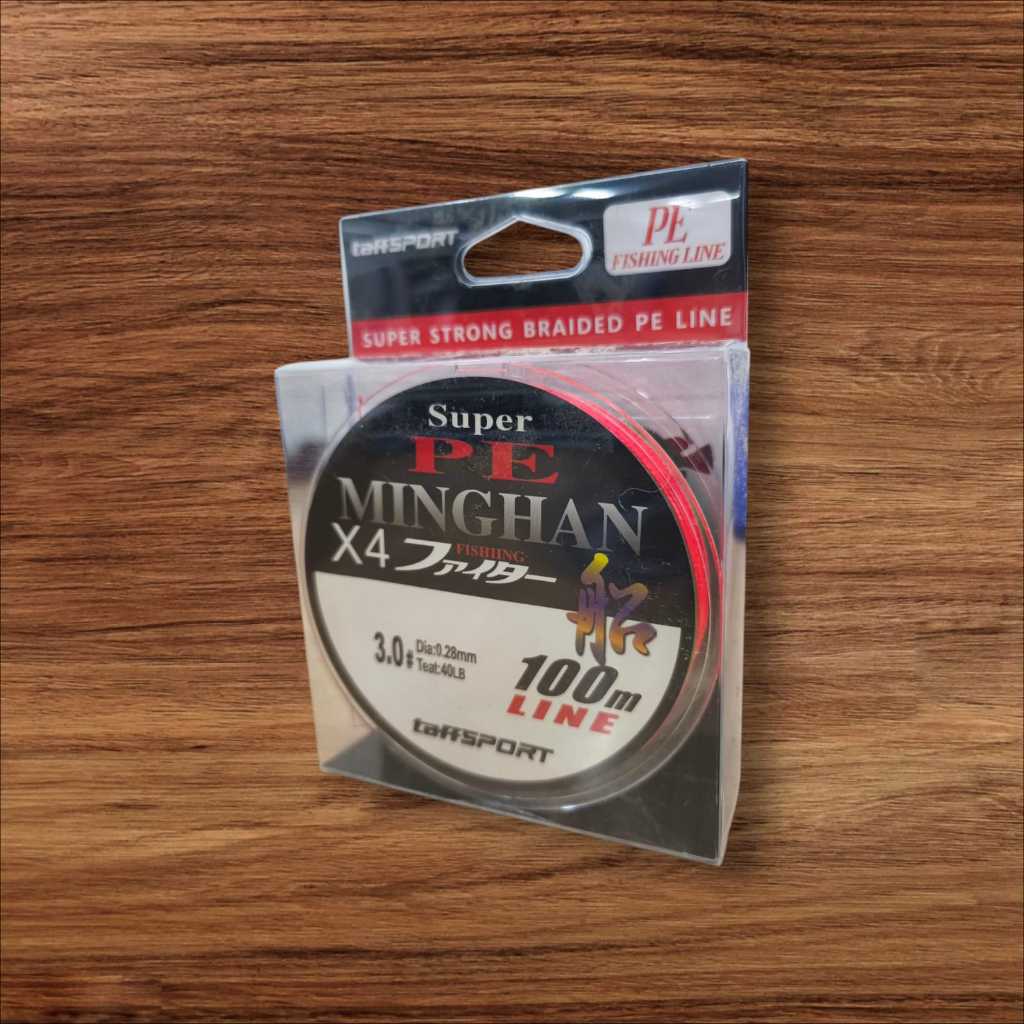 taffSPORT
PE
FISHING LINE
SUPER STRONG BRAIDED PE LINE
Super
PE
MINGHAN
X4 ファイター
FISHIING
船
3.0#
Dia:0.28mm
Teat:40LB
100m
LINE
taffSPORT